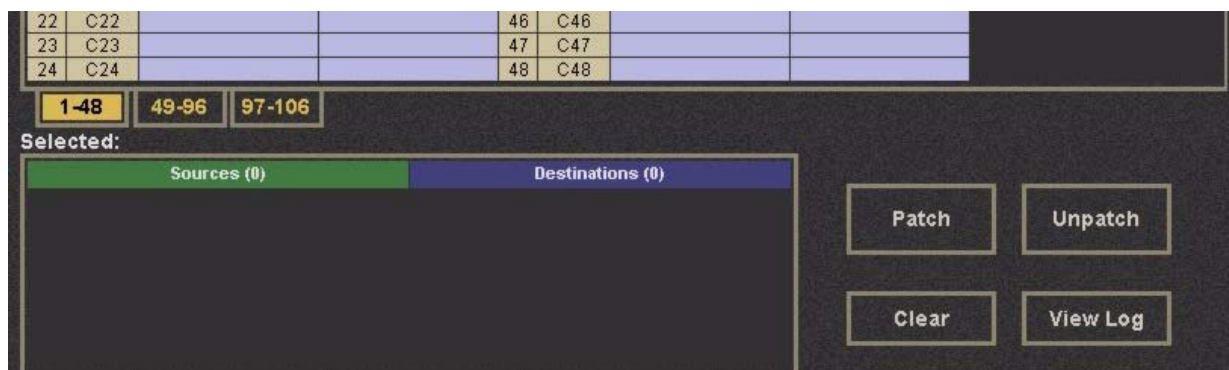 22 C22 46 C46
23 C23 47 C47
24 C24 48 C48
1-48 49-96 97-106
Selected:
Sources (0) Destinations (0)
Patch Unpatch
Clear View Log